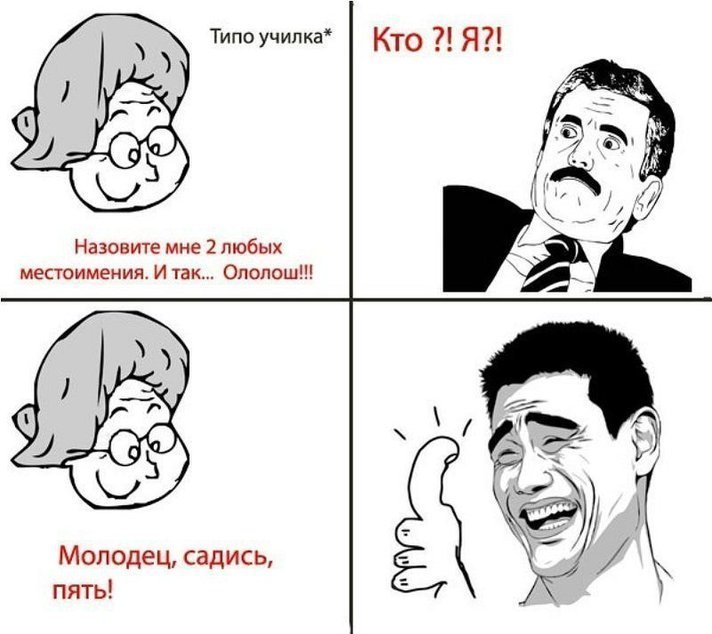 Типо училка*
Назовите мне 2 любых
местоимения. И так... Ололош!!!
Кто ?! Я?!
Молодец, садись,
пять!